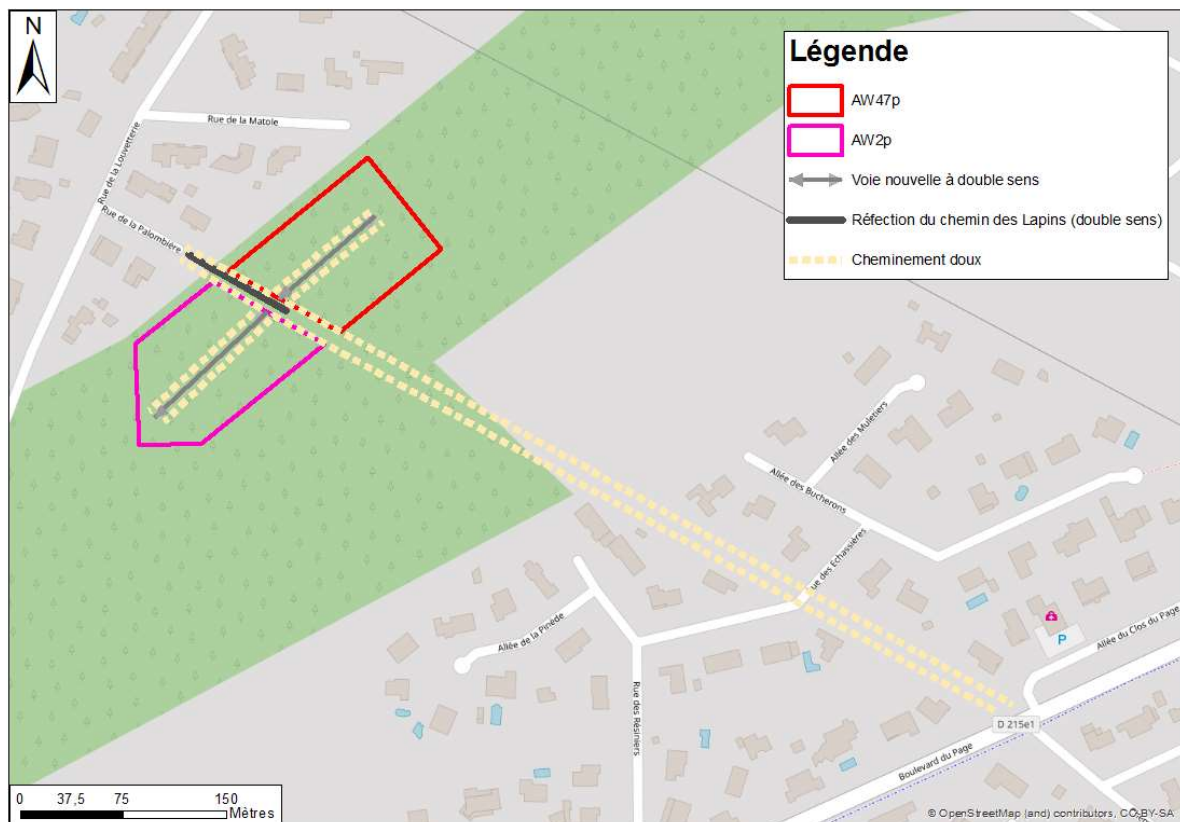 N
Légende
AW47p
AW2p
Voie nouvelle à double sens
Réfection du chemin des Lapins (double sens)
Cheminement doux
Rue de la Matole
Rue de la Louvetterie
Rue de la Palombière
Allée des Muletiers
Allée des Bucherons
ue des Échassières
Allée de la Pinède
Rue des Résiniers
P
Allée du Clos du Page
D 215e1
Boulevard du Page
0 37,5 75 150
Mètres
© OpenStreetMap (and) contributors, CC-BY-SA